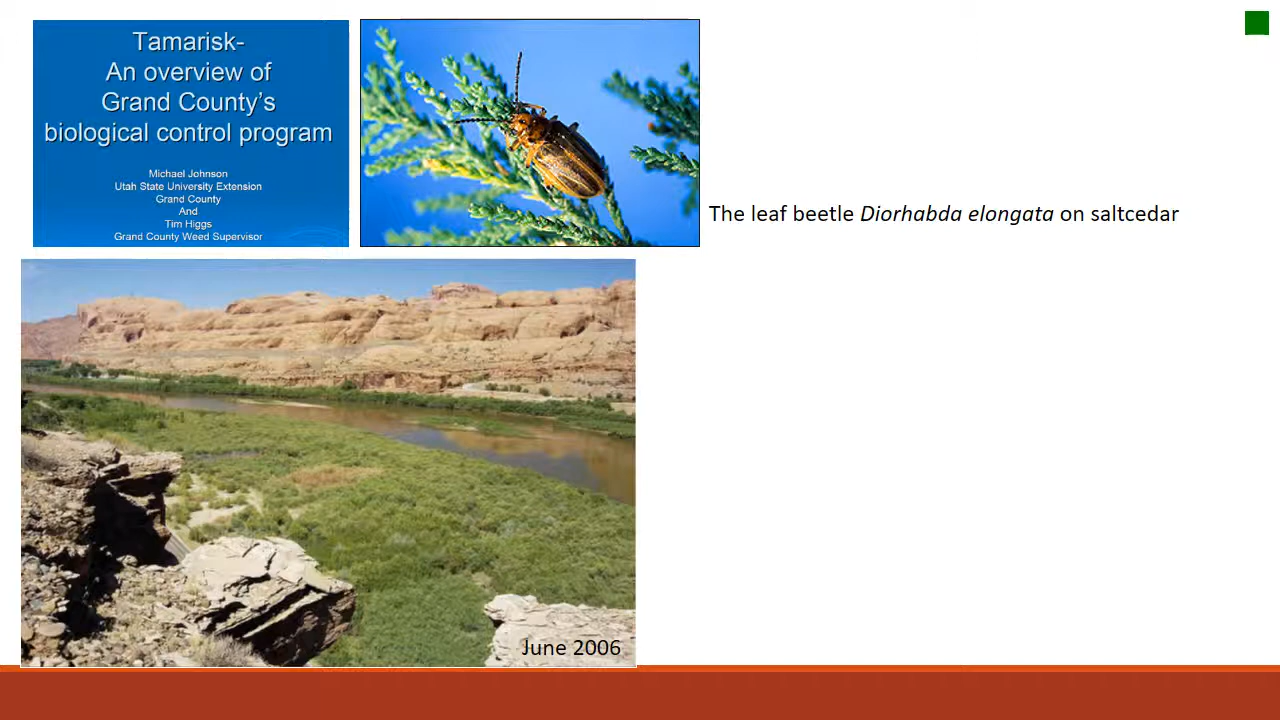 Tamarisk-
An overview of
Grand County's
biological control program
Michael Johnson
Utah State University Extension
Grand County
And
Tim Higgs
Grand County Weed Supervisor
The leaf beetle Diorhabda elongata on saltcedar
June 2006